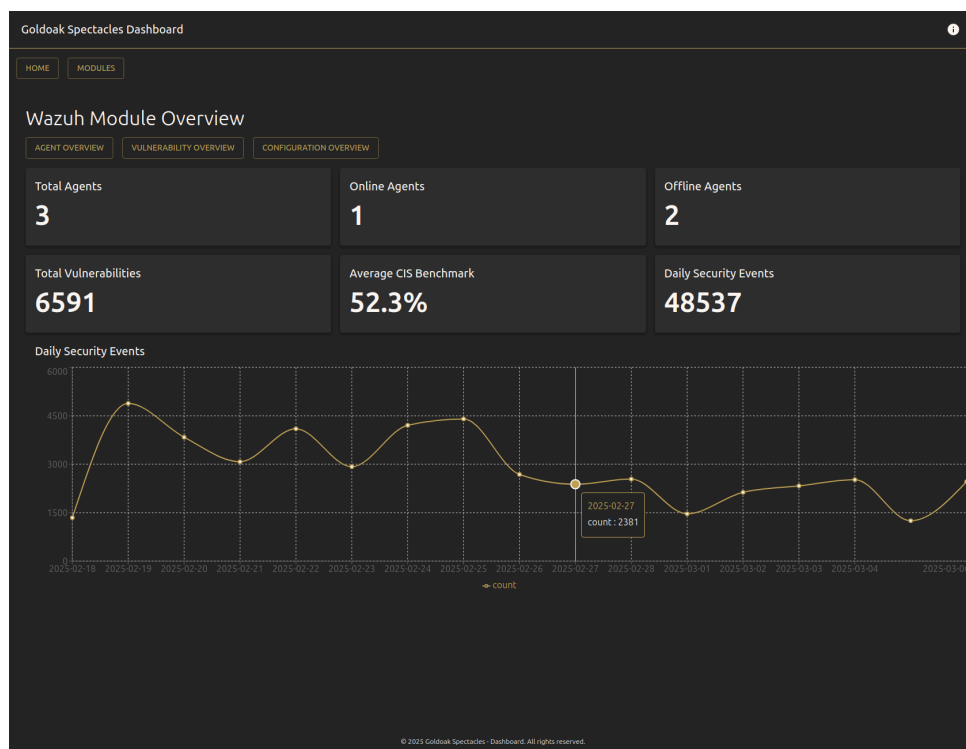 Goldoak Spectacles Dashboard
HOME MODULES
Wazuh Module Overview
AGENT OVERVIEW VULNERABILITY OVERVIEW CONFIGURATION OVERVIEW
Total Agents
3
Online Agents
1
Offline Agents
2
Total Vulnerabilities
6591
Average CIS Benchmark
52.3%
Daily Security Events
48537
Daily Security Events
6000
4500
3000
1500
0
2025-02-27
count : 2381
2025-02-18 2025-02-19 2025-02-20 2025-02-21 2025-02-22 2025-02-23 2025-02-24 2025-02-25 2025-02-26 2025-02-27 2025-02-28 2025-03-01 2025-03-02 2025-03-03 2025-03-04 2025-03-0
count
© 2025 Goldoak Spectacles - Dashboard. All rights reserved.